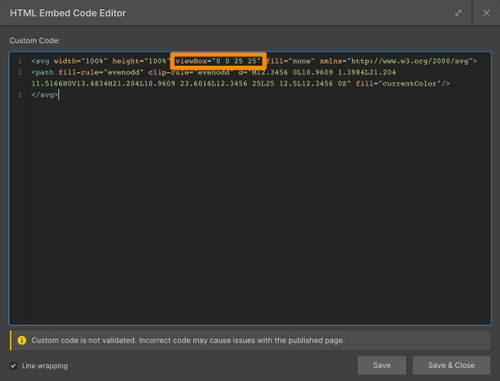 HTML Embed Code Editor
Custom Code:
1 <svg width="100%" height="100%" viewBox="0 0 25 25" fill="none" xmlns="http://www.w3.org/2000/svg">
2 <path fill-rule="evenodd" clip-rule="evenodd" d="M12.3456 0L10.9609 1.3984L21.204
11.5166H0V13.4834H21.204L10.9609 23.6016L12.3456 25L25 12.5L12.3456 0Z" fill="currentColor"/>
3 </svg>
Custom code is not validated. Incorrect code may cause issues with the published page.
Line wrapping
Save
Save & Close